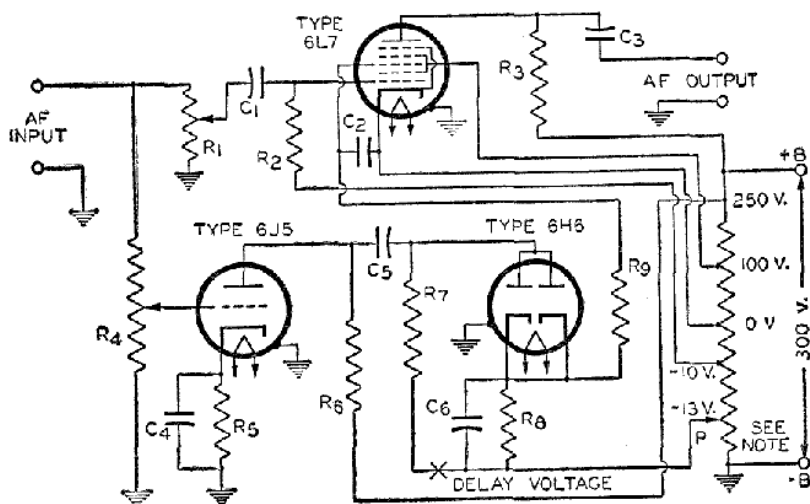 TYPE
6L7
C3
R3
AF OUTPUT
AF
INPUT
R1
C1
C2
R2
+B
250 V.
TYPE 6J5
TYPE 6H6
C5
R7
R9
100 V.
R4
0 V
300 V.
-10 V.
R6
-13 V.
C4
R5
C6
R8
P
SEE
NOTE
DELAY VOLTAGE
-B